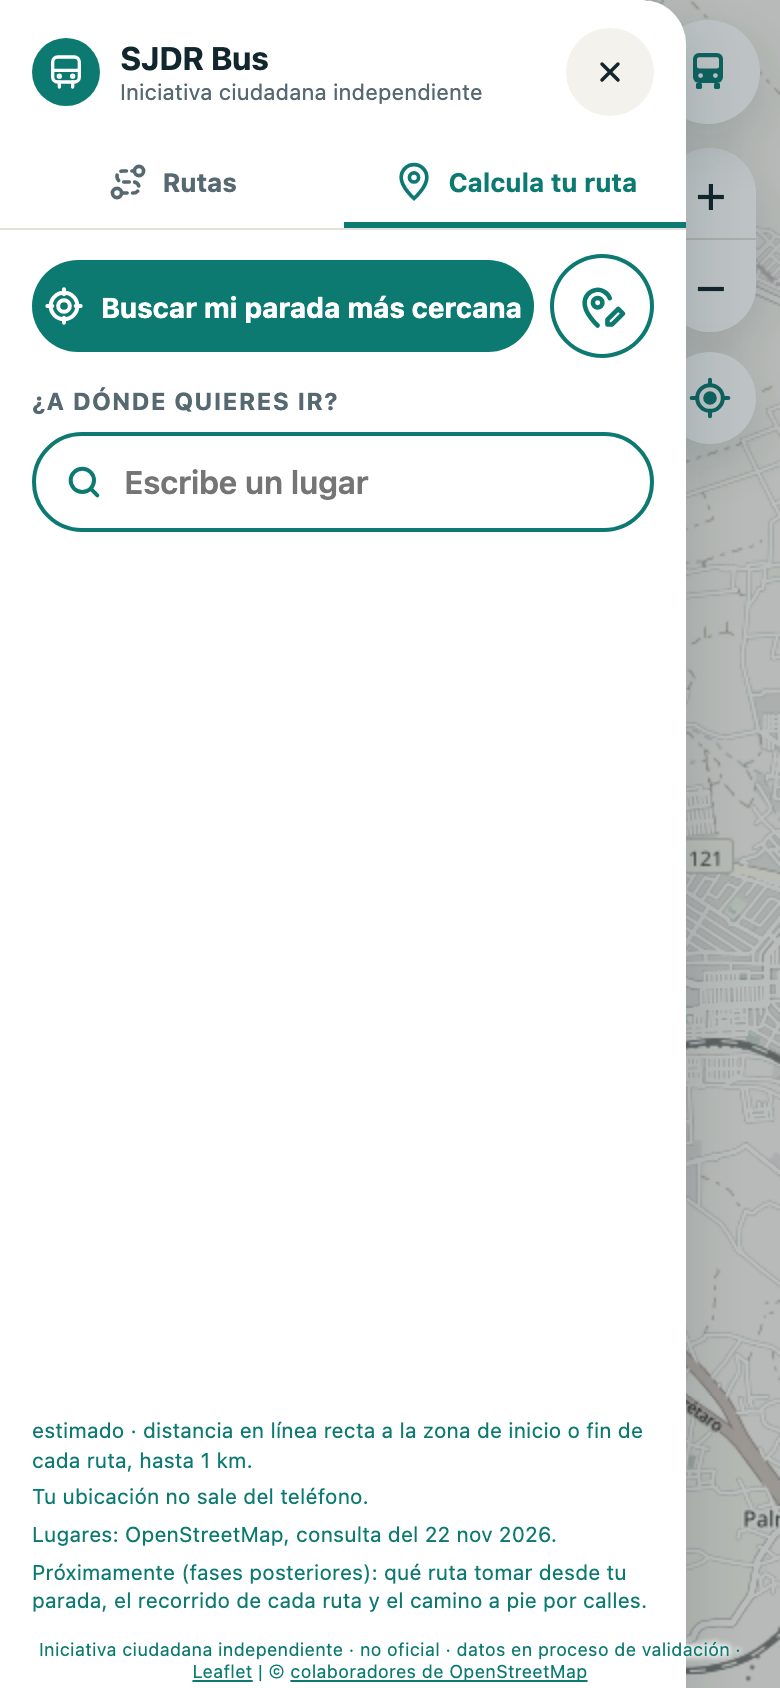 SJDR Bus
Iniciativa ciudadana independiente
Rutas
Calcula tu ruta
Buscar mi parada más cercana
¿A DÓNDE QUIERES IR?
Escribe un lugar
121
Palm
estimado · distancia en línea recta a la zona de inicio o fin de
cada ruta, hasta 1 km.
Tu ubicación no sale del teléfono.
Lugares: OpenStreetMap, consulta del 22 nov 2026.
Próximamente (fases posteriores): qué ruta tomar desde tu
parada, el recorrido de cada ruta y el camino a pie por calles.
Iniciativa ciudadana independiente · no oficial · datos en proceso de validación ·
Leaflet | © colaboradores de OpenStreetMap